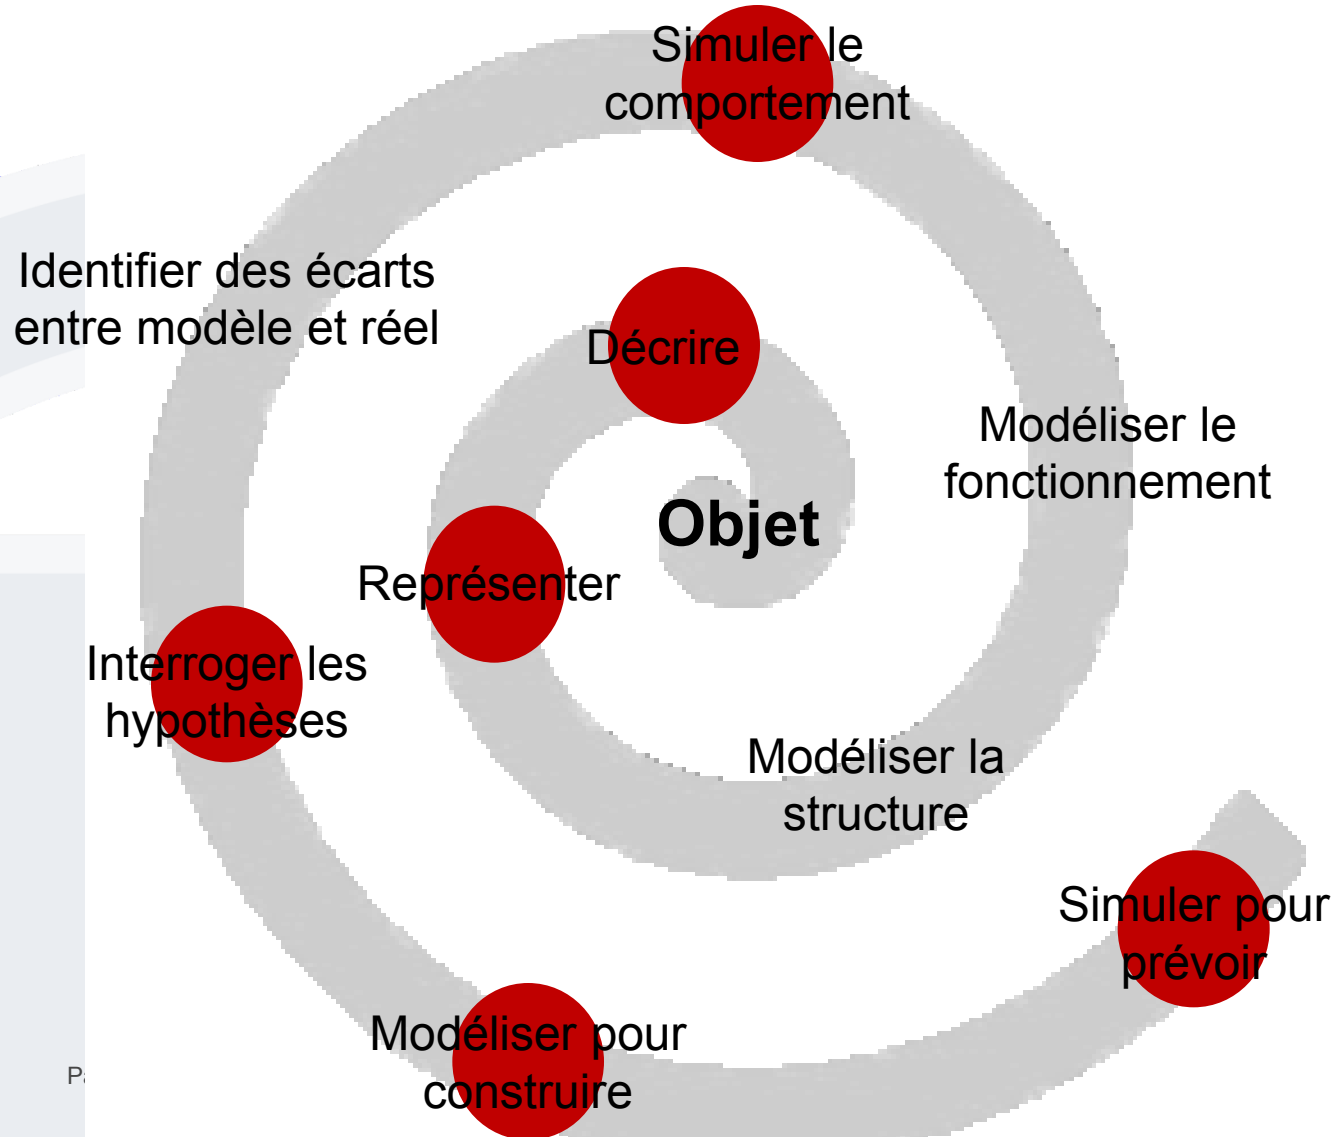 Simuler le
comportement
Identifier des écarts
entre modèle et réel
Décrire
Modéliser le
fonctionnement
Objet
Représenter
Interroger les
hypothèses
Modéliser la
structure
Simuler pour
prévoir
Modéliser pour
construire